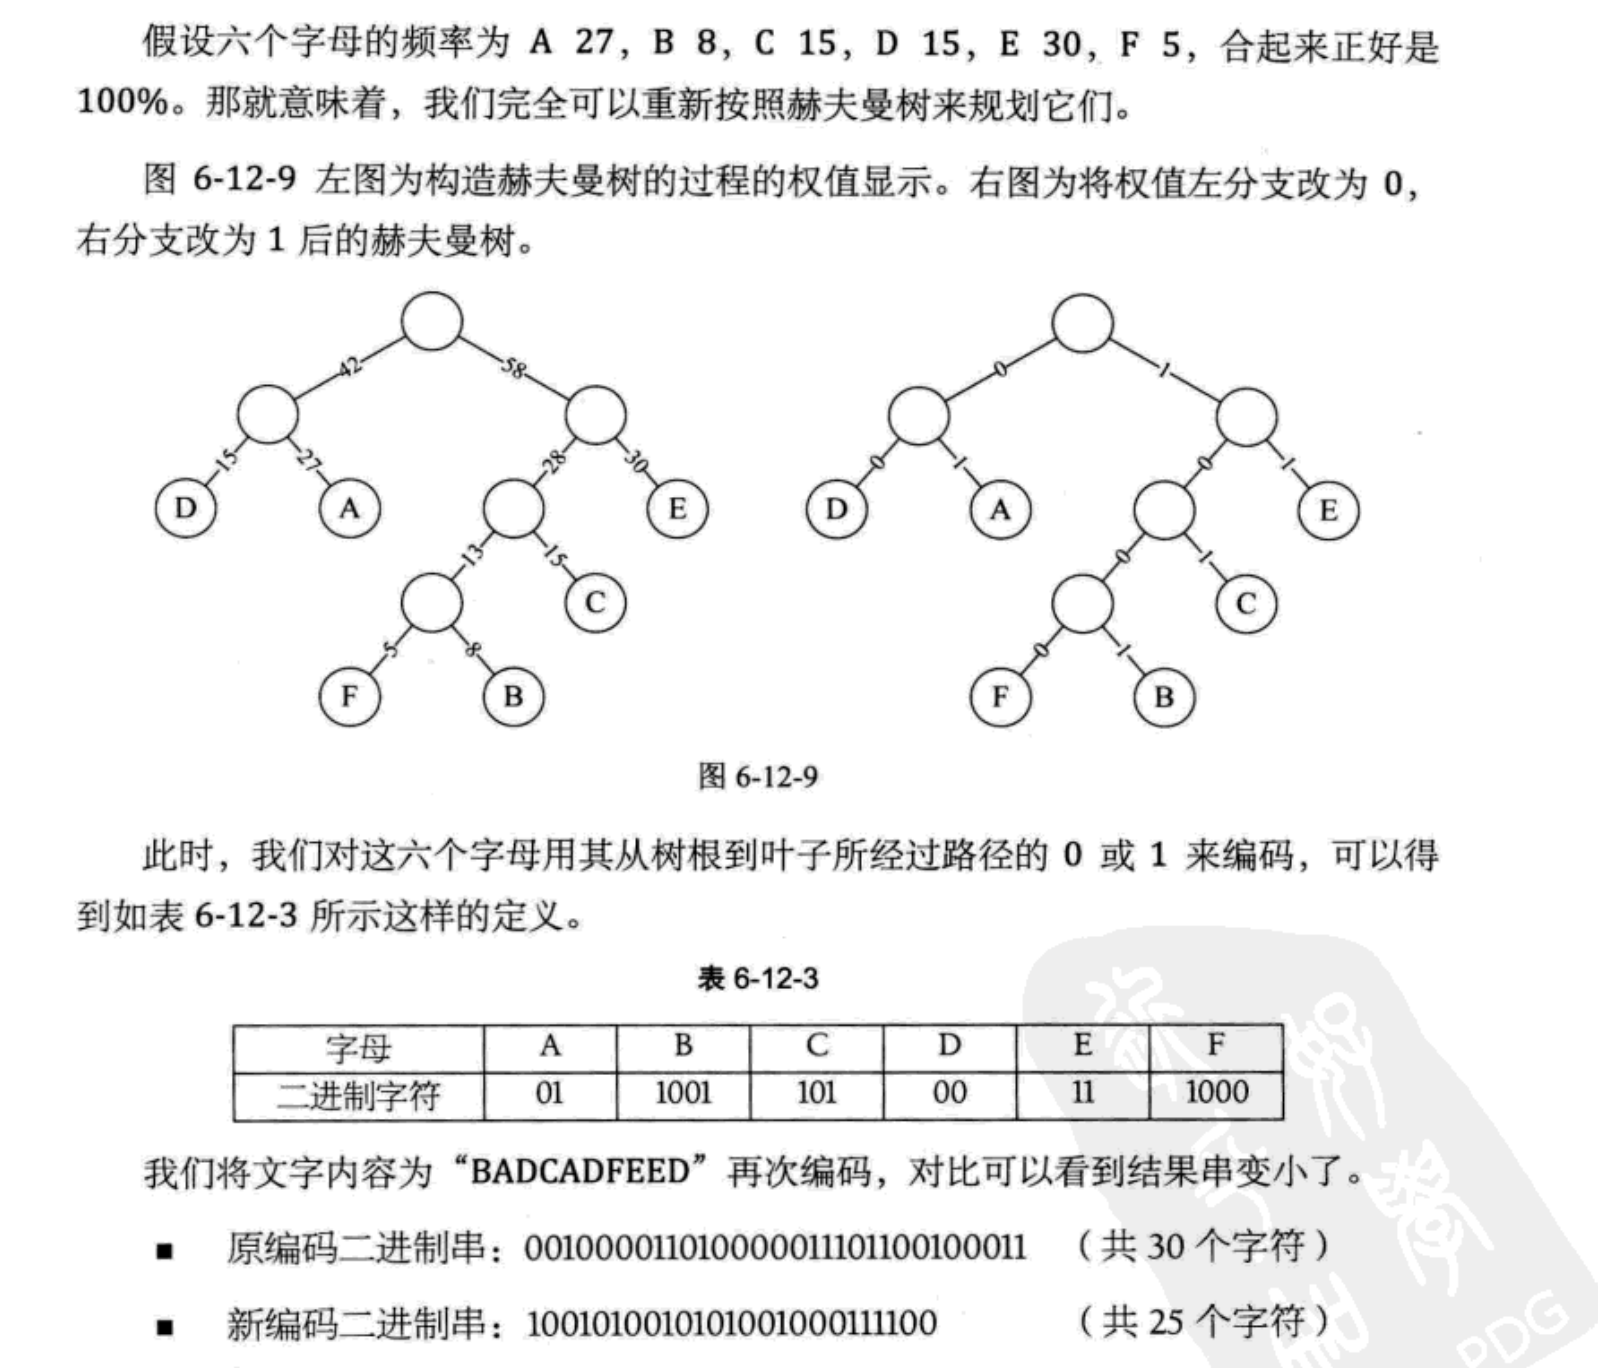 假设六个字母的频率为 A 27，B 8，C 15，D 15，E 30，F 5，合起来正好是
100%。那就意味着，我们完全可以重新按照赫夫曼树来规划它们。
图 6-12-9 左图为构造赫夫曼树的过程的权值显示。右图为将权值左分支改为 0，
右分支改为 1 后的赫夫曼树。
42 58 0 1
15 27 28 30 0 1 0 1
D A E D A E
13 15 0 1
C C
5 8 0 1
F B F B
图 6-12-9
此时，我们对这六个字母用其从树根到叶子所经过路径的 0 或 1 来编码，可以得
到如表 6-12-3 所示这样的定义。
表 6-12-3
字母 A B C D E F
二进制字符 01 1001 101 00 11 1000
我们将文字内容为“BADCADFEED”再次编码，对比可以看到结果串变小了。
■ 原编码二进制串：001000011010000011101100100011 （共 30 个字符）
■ 新编码二进制串：1001010010101001000111100 （共 25 个字符）
PDG